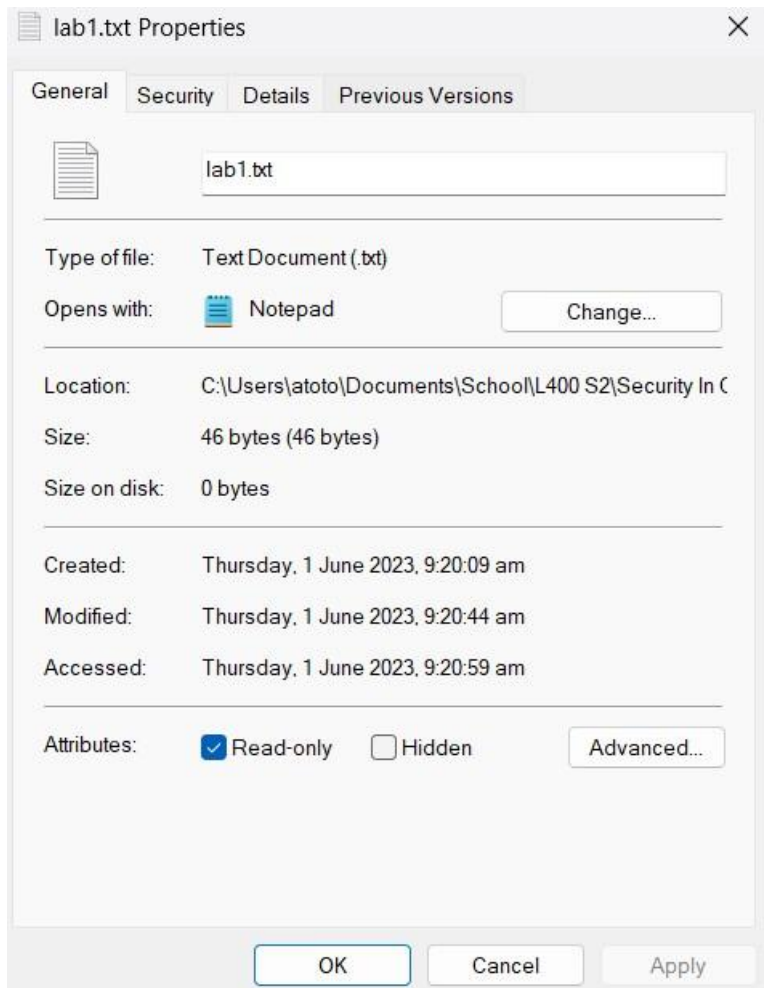 lab1.txt Properties
General Security Details Previous Versions
lab1.txt
Type of file: Text Document (.txt)
Opens with: Notepad Change...
Location: C:\Users\atoto\Documents\School\L400 S2\Security In
Size: 46 bytes (46 bytes)
Size on disk: 0 bytes
Created: Thursday, 1 June 2023, 9:20:09 am
Modified: Thursday, 1 June 2023, 9:20:44 am
Accessed: Thursday, 1 June 2023, 9:20:59 am
Attributes: Read-only Hidden Advanced...
OK Cancel Apply